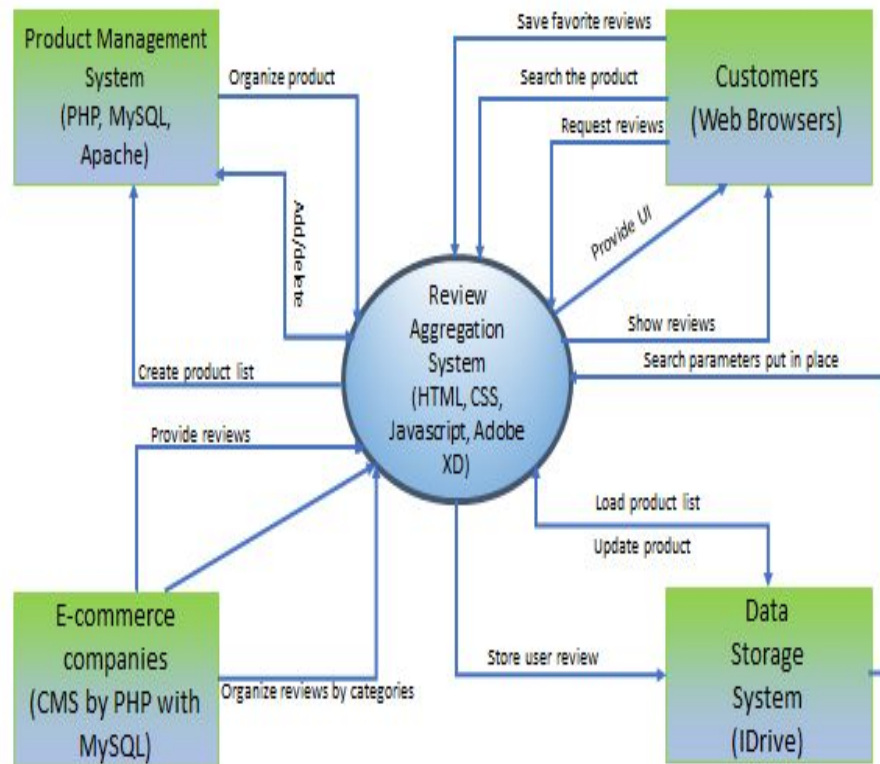 Product Management
System
(PHP, MySQL,
Apache)
Organize product
Add/delete
Create product list
Save favorite reviews
Search the product
Request reviews
Customers
(Web Browsers)
Provide UI
Show reviews
Search parameters put in place
Review
Aggregation
System
(HTML, CSS,
Javascript, Adobe
XD)
Provide reviews
E-commerce
companies
(CMS by PHP with
MySQL)
Organize reviews by categories
Load product list
Update product
Store user review
Data
Storage
System
(IDrive)